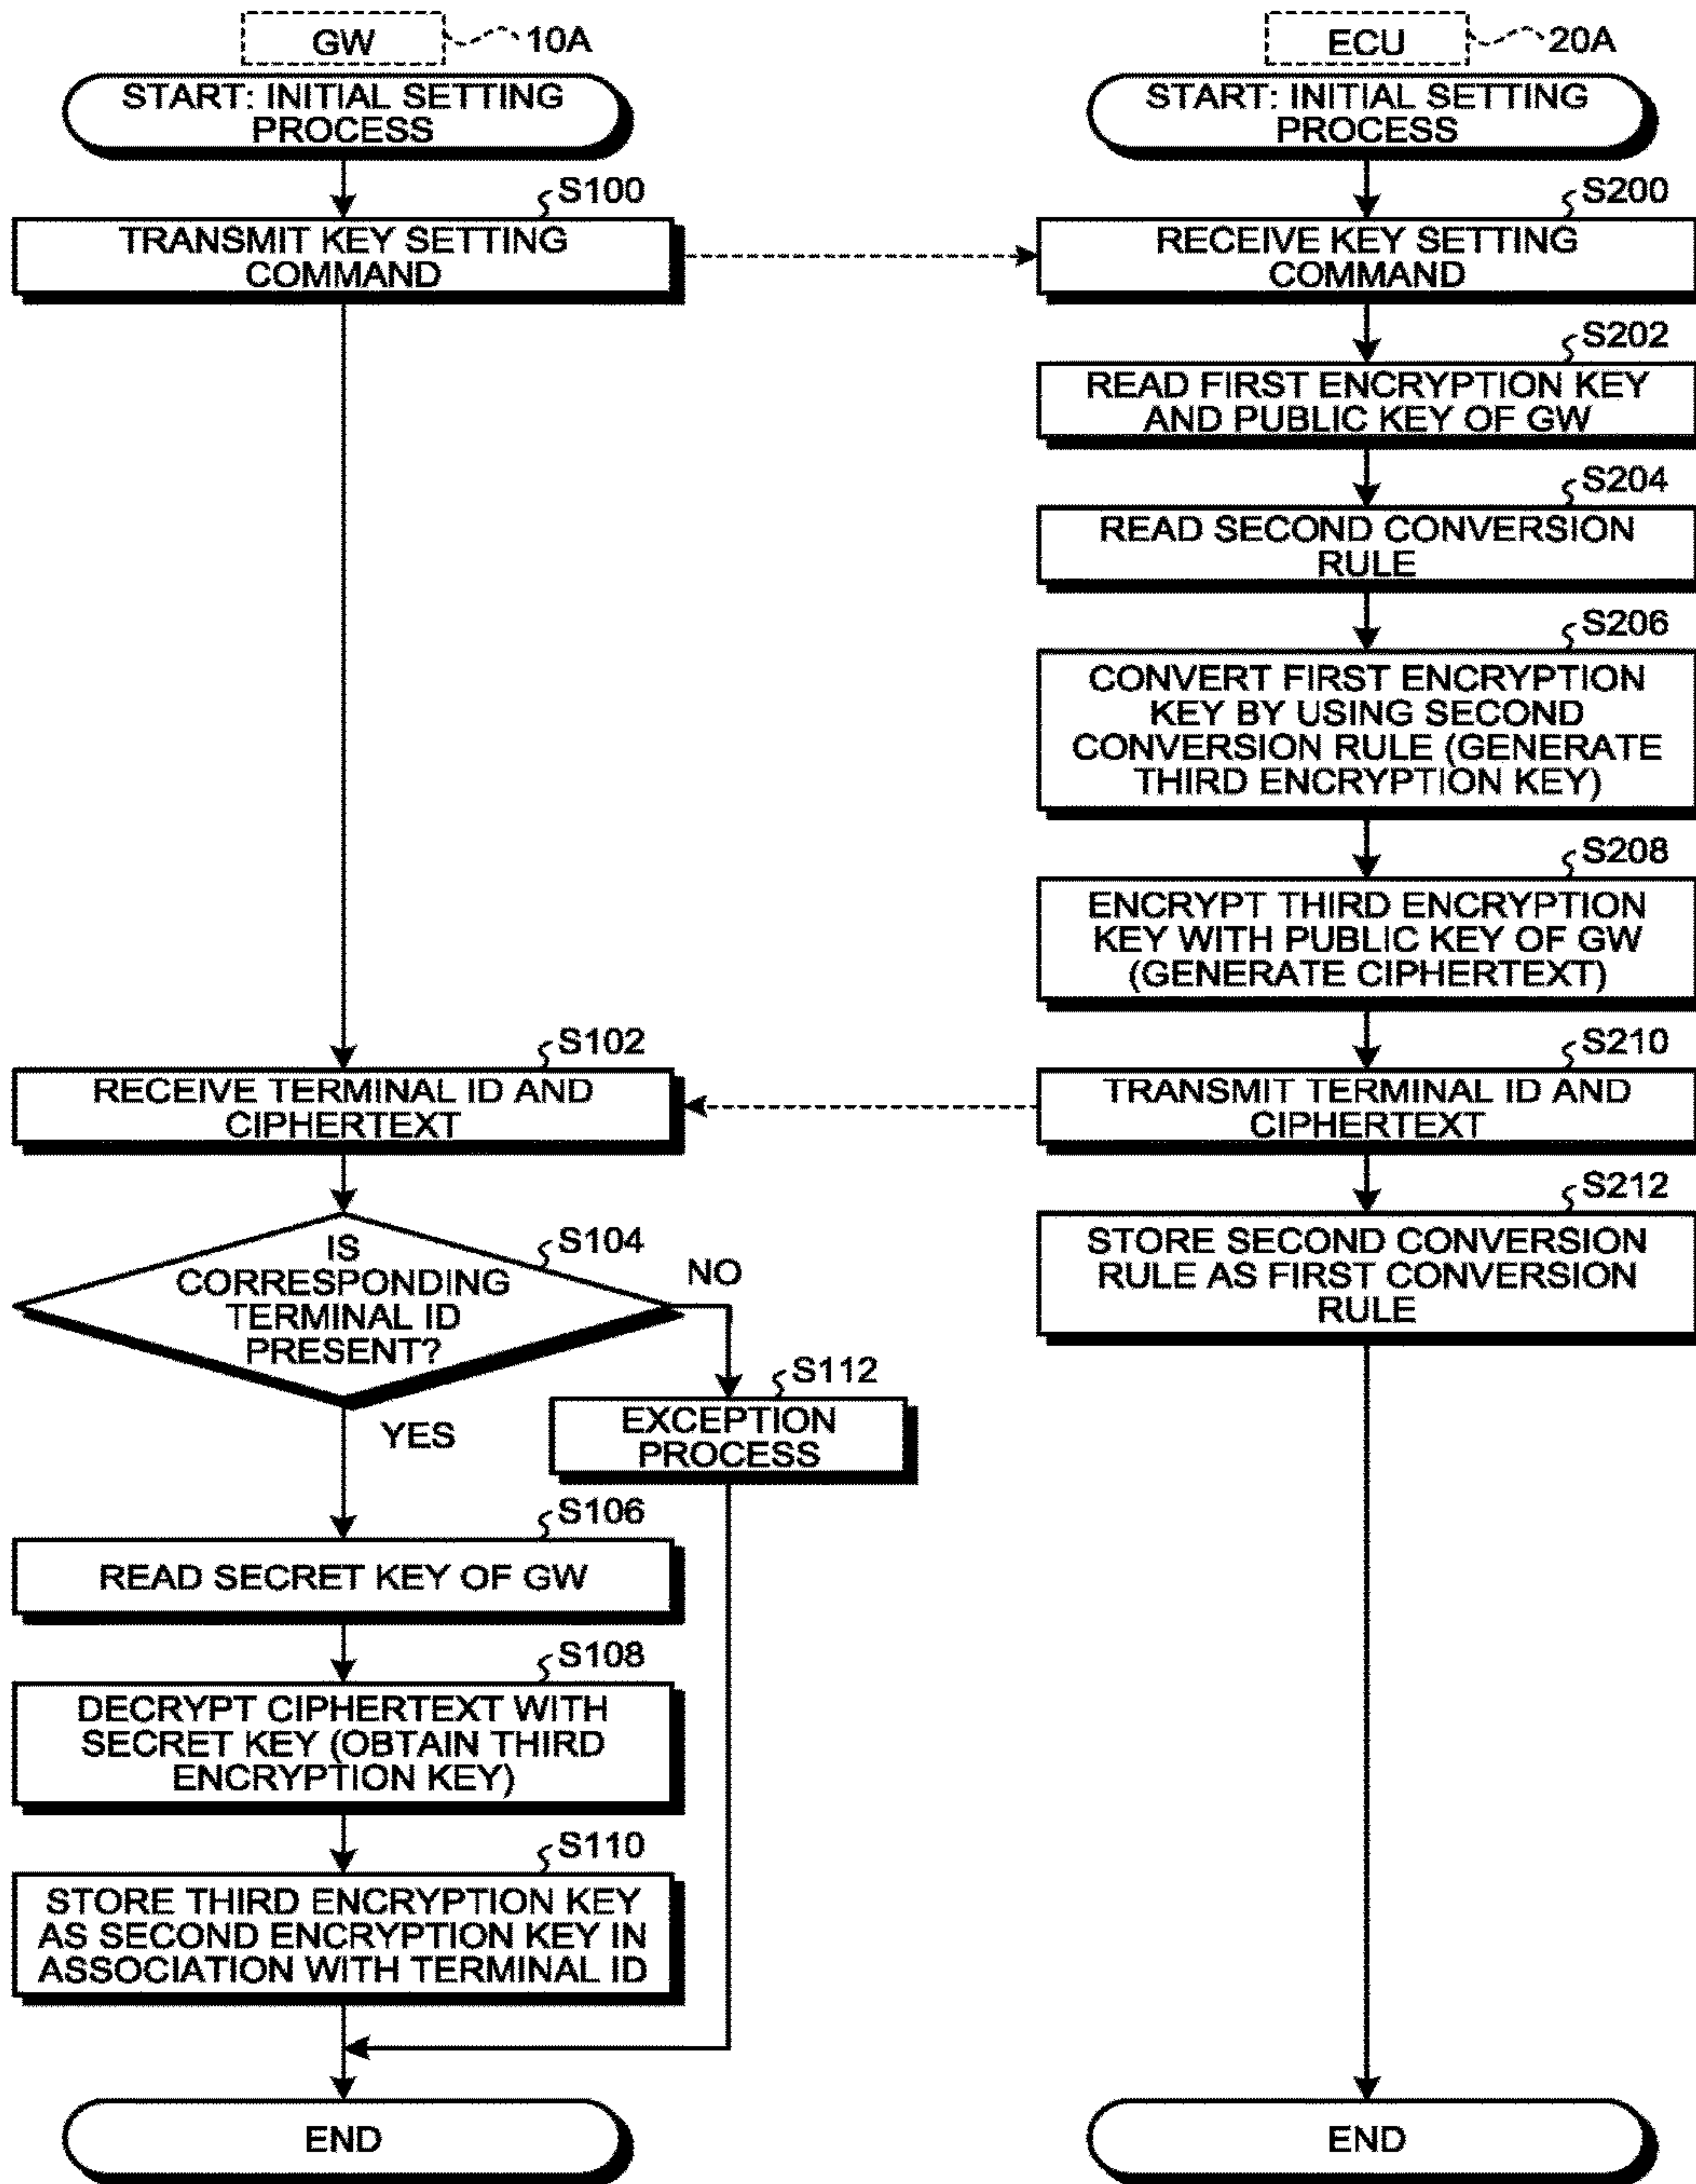 GW
10A
START: INITIAL SETTING
PROCESS
S100
TRANSMIT KEY SETTING
COMMAND
S102
RECEIVE TERMINAL ID AND
CIPHERTEXT
S104
IS
CORRESPONDING
TERMINAL ID
PRESENT?
NO
YES
S112
EXCEPTION
PROCESS
S106
READ SECRET KEY OF GW
S108
DECRYPT CIPHERTEXT WITH
SECRET KEY (OBTAIN THIRD
ENCRYPTION KEY)
S110
STORE THIRD ENCRYPTION KEY
AS SECOND ENCRYPTION KEY IN
ASSOCIATION WITH TERMINAL ID
END
ECU
20A
START: INITIAL SETTING
PROCESS
S200
RECEIVE KEY SETTING
COMMAND
S202
READ FIRST ENCRYPTION KEY
AND PUBLIC KEY OF GW
S204
READ SECOND CONVERSION
RULE
S206
CONVERT FIRST ENCRYPTION
KEY BY USING SECOND
CONVERSION RULE (GENERATE
THIRD ENCRYPTION KEY)
S208
ENCRYPT THIRD ENCRYPTION
KEY WITH PUBLIC KEY OF GW
(GENERATE CIPHERTEXT)
S210
TRANSMIT TERMINAL ID AND
CIPHERTEXT
S212
STORE SECOND CONVERSION
RULE AS FIRST CONVERSION
RULE
END